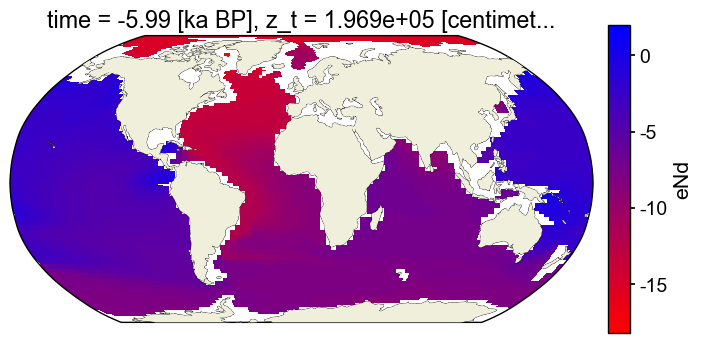 time = -5.99 [ka BP], z_t = 1.969e+05 [centimet...
0
-5
-10
-15
eNd